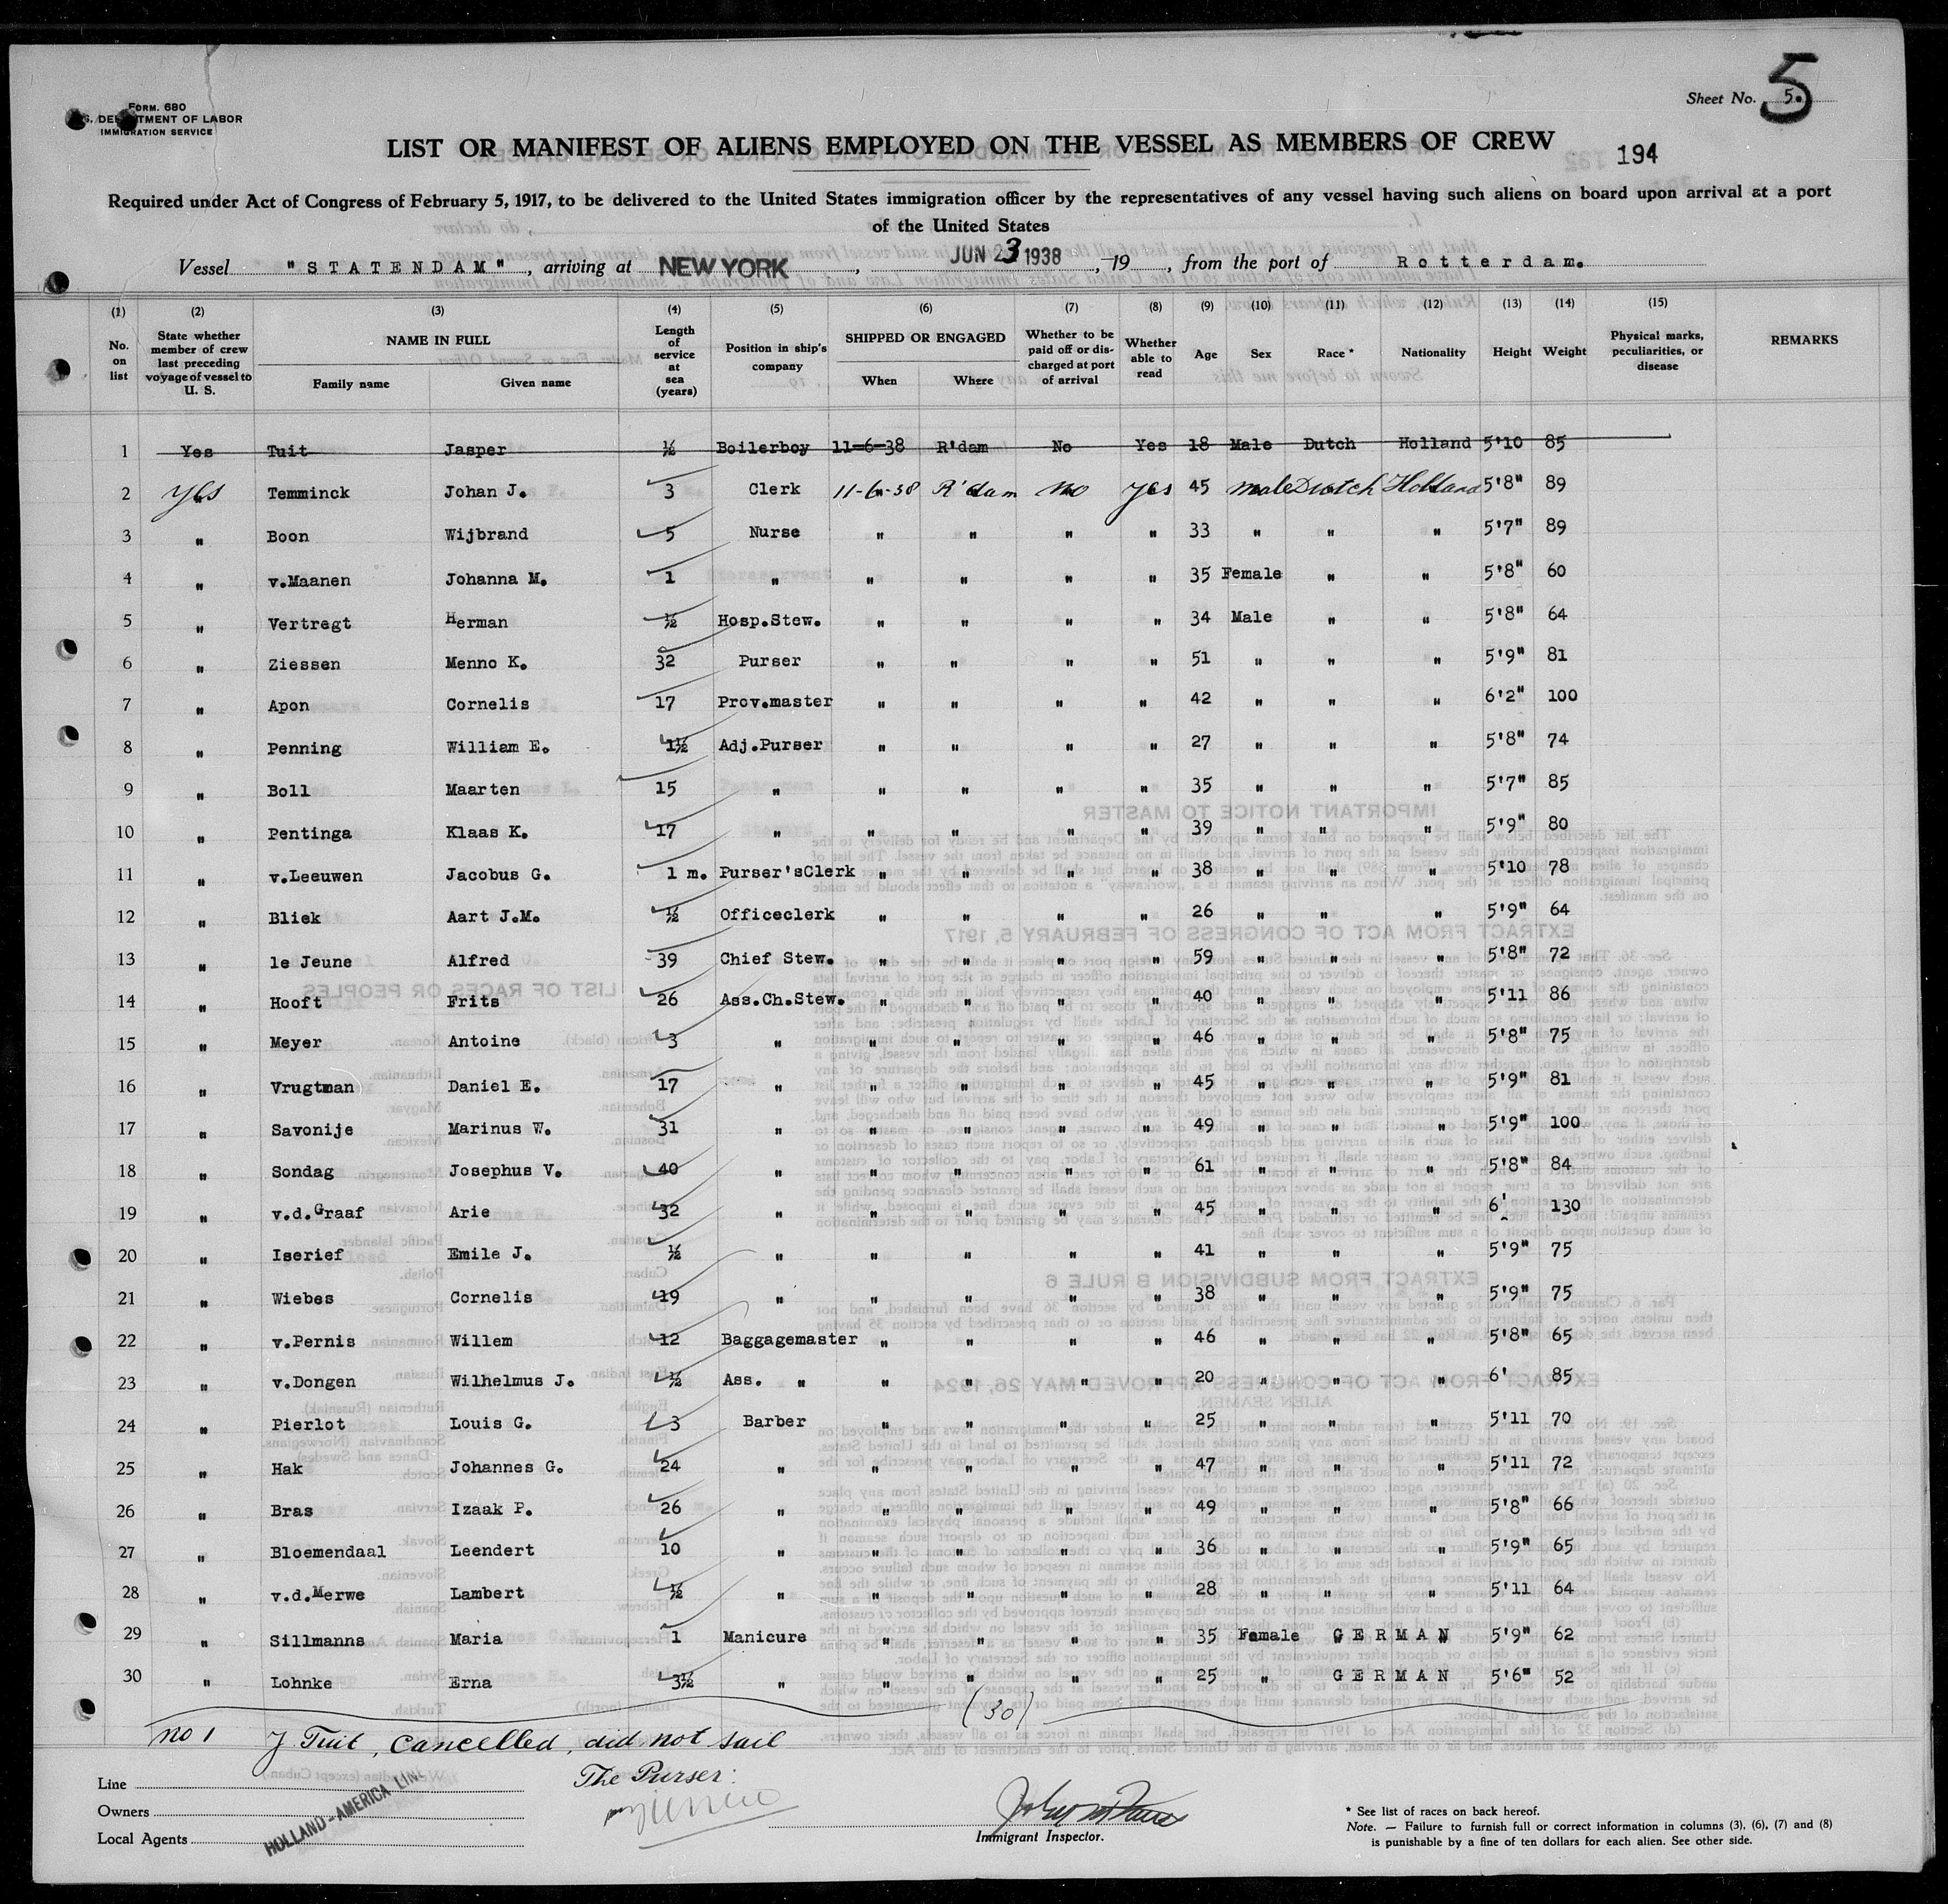 Form. 680
U.S. DEPARTMENT OF LABOR
IMMIGRATION SERVICE
Sheet No. 5.
5
LIST OR MANIFEST OF ALIENS EMPLOYED ON THE VESSEL AS MEMBERS OF CREW
194
Required under Act of Congress of February 5, 1917, to be delivered to the United States immigration officer by the representatives of any vessel having such aliens on board upon arrival at a port
of the United States
Vessel "STATENDAM", arriving at NEW YORK, JUN 23 1938, 19, from the port of Rotterdam.
(1) (2) (3) (4) (5) (6) (7) (8) (9) (10) (11) (12) (13) (14) (15)
No. on list State whether member of crew last preceding voyage of vessel to U. S. NAME IN FULL Family name Given name Length of service at sea (years) Position in ship's company SHIPPED OR ENGAGED When Where Whether to be paid off or discharged at port of arrival Whether able to read Age Sex Race * Nationality Height Weight Physical marks, peculiarities, or disease REMARKS
1 Yes Tuit Jasper ½ Boilerboy 11-6-38 R'dam No Yes 18 Male Dutch Holland 5'10 85
2 Yes Temminck Johan J. 3 Clerk 11-6-38 R'dam No Yes 45 Male Dutch Holland 5'8" 89
3 " Boon Wijbrand 5 Nurse " " " " 33 " " " 5'7" 89
4 " v.Maanen Johanna M. 1 " " " " " 35 Female " " 5'8" 60
5 " Vertregt Herman ½ Hosp.Stew. " " " " 34 Male " " 5'8" 64
6 " Ziessen Menno K. 32 Purser " " " " 51 " " " 5'9" 81
7 " Apon Cornelis 17 Prov.master " " " " 42 " " " 6'2" 100
8 " Penning William E. 1½ Adj.Purser " " " " 27 " " " 5'8" 74
9 " Boll Maarten 15 " " " " " 35 " " " 5'7" 85
10 " Pentinga Klaas K. 17 " " " " " 39 " " " 5'9" 80
11 " v.Leeuwen Jacobus G. 1 m. Purser'sClerk " " " " 38 " " " 5'10 78
12 " Bliek Aart J.M. ½ Officeclerk " " " " 26 " " " 5'9" 64
13 " le Jeune Alfred 39 Chief Stew. " " " " 59 " " " 5'8" 72
14 " Hooft Frits 26 Ass.Ch.Stew. " " " " 40 " " " 5'11 86
15 " Meyer Antoine 3 " " " " " 46 " " " 5'8" 75
16 " Vrugtman Daniel E. 17 " " " " " 45 " " " 5'9" 81
17 " Savonije Marinus W. 31 " " " " " 49 " " " 5'9" 100
18 " Sondag Josephus V. 40 " " " " " 61 " " " 5'8" 84
19 " v.d.Graaf Arie 32 " " " " " 45 " " " 6' 130
20 " Iserief Emile J. ½ " " " " " 41 " " " 5'9" 75
21 " Wiebes Cornelis 19 " " " " " 38 " " " 5'9" 75
22 " v.Pernis Willem 12 Baggagemaster " " " " 46 " " " 5'8" 65
23 " v.Dongen Wilhelmus J. ½ Ass. " " " " " 20 " " " 6' 85
24 " Pierlot Louis G. 3 Barber " " " " 25 " " " 5'11 70
25 " Hak Johannes G. 24 " " " " " 47 " " " 5'11 72
26 " Bras Izaak P. 26 " " " " " 49 " " " 5'8" 66
27 " Bloemendaal Leendert 10 " " " " " 36 " " " 5'9" 65
28 " v.d.Merwe Lambert ½ " " " " " 28 " " " 5'11 64
29 " Sillmanns Maria 1 Manicure " " " " 35 Female GERMAN 5'9" 62
30 " Lohnke Erna 3½ " " " " " 25 " GERMAN 5'6" 52
(30)
no 1 J Tuit, cancelled, did not sail
The Purser:
Line
Owners
Local Agents
HOLLAND-AMERICA LINE
Immigrant Inspector.
* See list of races on back hereof.
Note. — Failure to furnish full or correct information in columns (3), (6), (7) and (8)
is punishable by a fine of ten dollars for each alien. See other side.